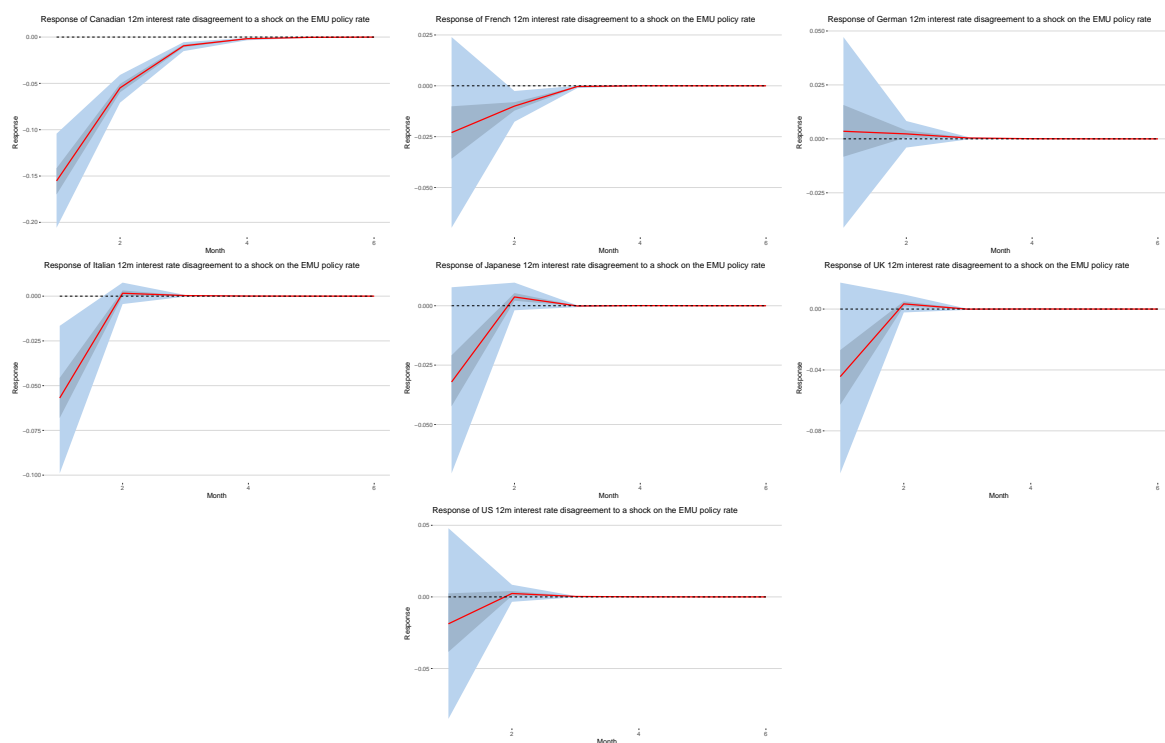 Response of Canadian 12m interest rate disagreement to a shock on the EMU policy rate
0.00
−0.05
−0.10
−0.15
−0.20
Response
2
4
6
Month
Response of French 12m interest rate disagreement to a shock on the EMU policy rate
0.025
0.000
−0.025
−0.050
Response
2
4
6
Month
Response of German 12m interest rate disagreement to a shock on the EMU policy rate
0.050
0.025
0.000
−0.025
Response
2
4
6
Month
Response of Italian 12m interest rate disagreement to a shock on the EMU policy rate
0.000
−0.025
−0.050
−0.075
−0.100
Response
2
4
6
Month
Response of Japanese 12m interest rate disagreement to a shock on the EMU policy rate
0.000
−0.025
−0.050
Response
2
4
6
Month
Response of UK 12m interest rate disagreement to a shock on the EMU policy rate
0.00
−0.04
−0.08
Response
2
4
6
Month
Response of US 12m interest rate disagreement to a shock on the EMU policy rate
0.05
0.00
−0.05
Response
2
4
6
Month